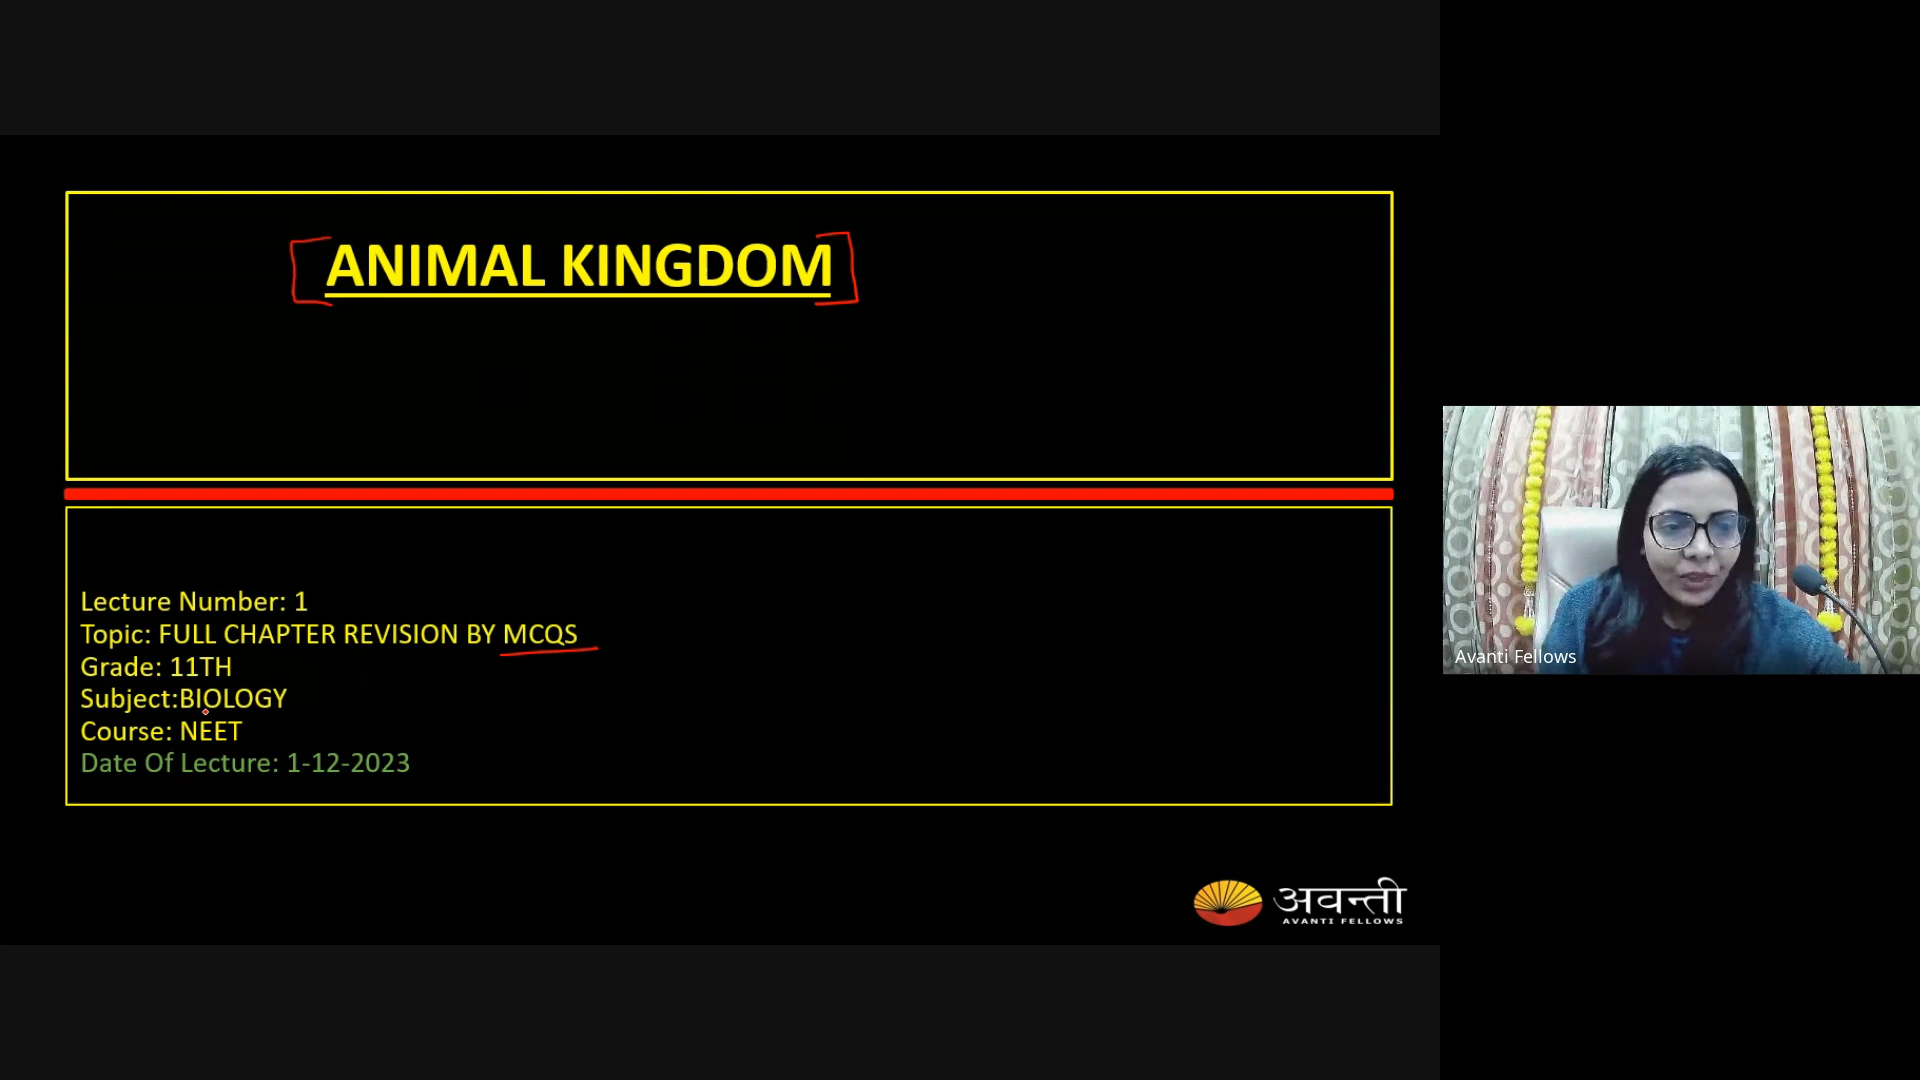 ANIMAL KINGDOM
Lecture Number: 1
Topic: FULL CHAPTER REVISION BY MCQS
Grade: 11TH
Subject:BIOLOGY
Course: NEET
Date Of Lecture: 1-12-2023
Avanti Fellows
अवन्ती
AVANTI FELLOWS